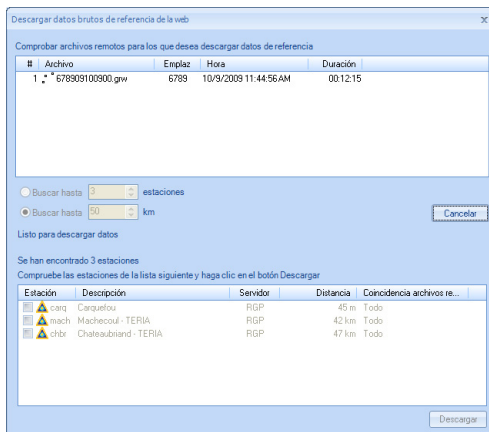 Descargar datos brutos de referencia de la web
x
Comprobar archivos remotos para los que desea descargar datos de referencia
# Archivo Emplaz Hora Duración
1 678909100900.grw 6789 10/9/2009 11:44:56 AM 00:12:15
Buscar hasta 3 estaciones
Buscar hasta 50 km
Cancelar
Listo para descargar datos
Se han encontrado 3 estaciones
Compruebe las estaciones de la lista siguiente y haga clic en el botón Descargar
Estación Descripción Servidor Distancia Coincidencia archivos re...
carq Carquefou RGP 45 m Todo
mach Machecoul - TERIA RGP 42 km Todo
chbr Chateaubriand - TERIA RGP 47 km Todo
Descargar